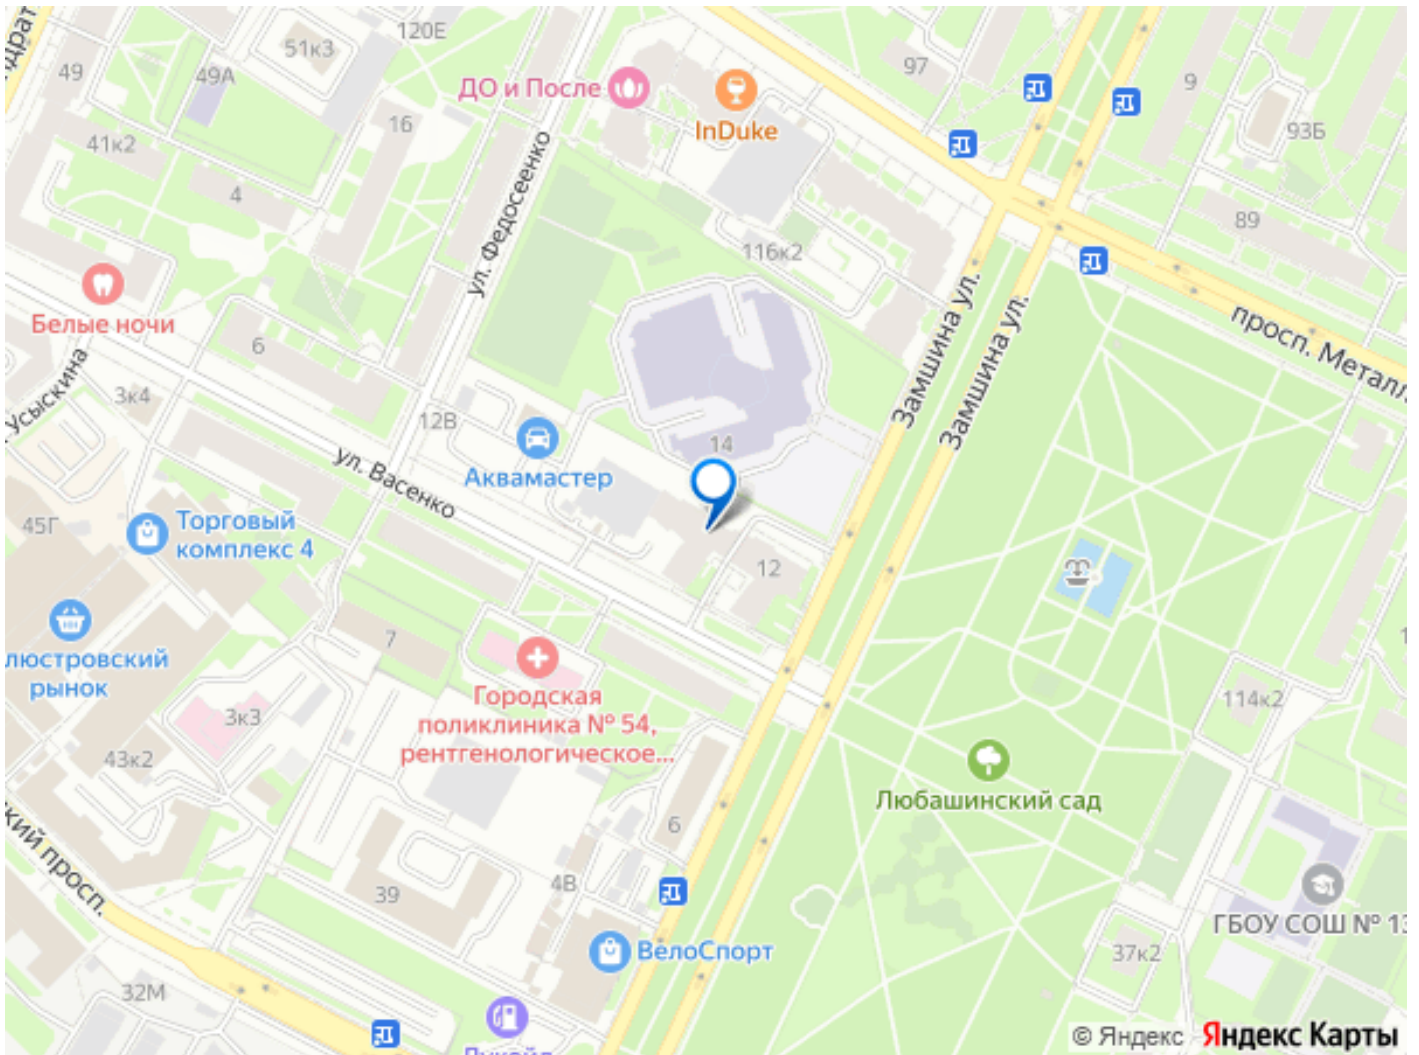 120Е
51к3
49
49А
97
9
ДО и После
InDuke
16
93Б
41к2
4
89
ул. Федосеенко
116к2
Белые ночи
6
Замшина ул.
Замшина ул.
просп. Металл
усыскина
3к4
12В
14
Аквамастер
ул. Васенко
45Г
Торговый
комплекс 4
12
люстровский
рынок
7
Городская
поликлиника № 54,
рентгенологическое...
3к3
43к2
114к2
Любашинский сад
6
кий просп.
39
4В
ГБОУ СОШ № 13
ВелоСпорт
37к2
32М
© Яндекс Яндекс Карты